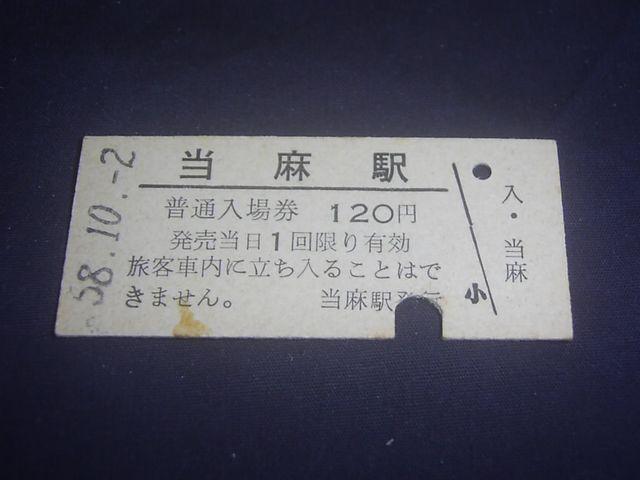 58.10.-2
当麻駅
普通入場券 120円
発売当日1回限り有効
旅客車内に立ち入ることはで
きません。 当麻駅発行
小
入・当麻